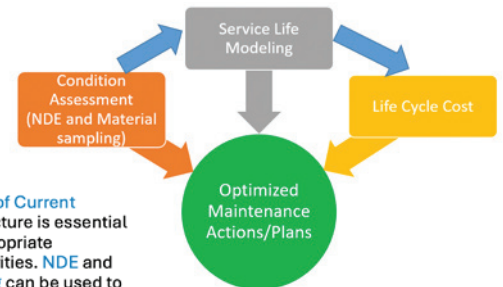 Service Life
Modeling
Condition
Assessment
(NDE and Material
sampling)
Life Cycle Cost
Optimized
Maintenance
Actions/Plans
of Current
cture is essential
opriate
ities. NDE and
can be used to